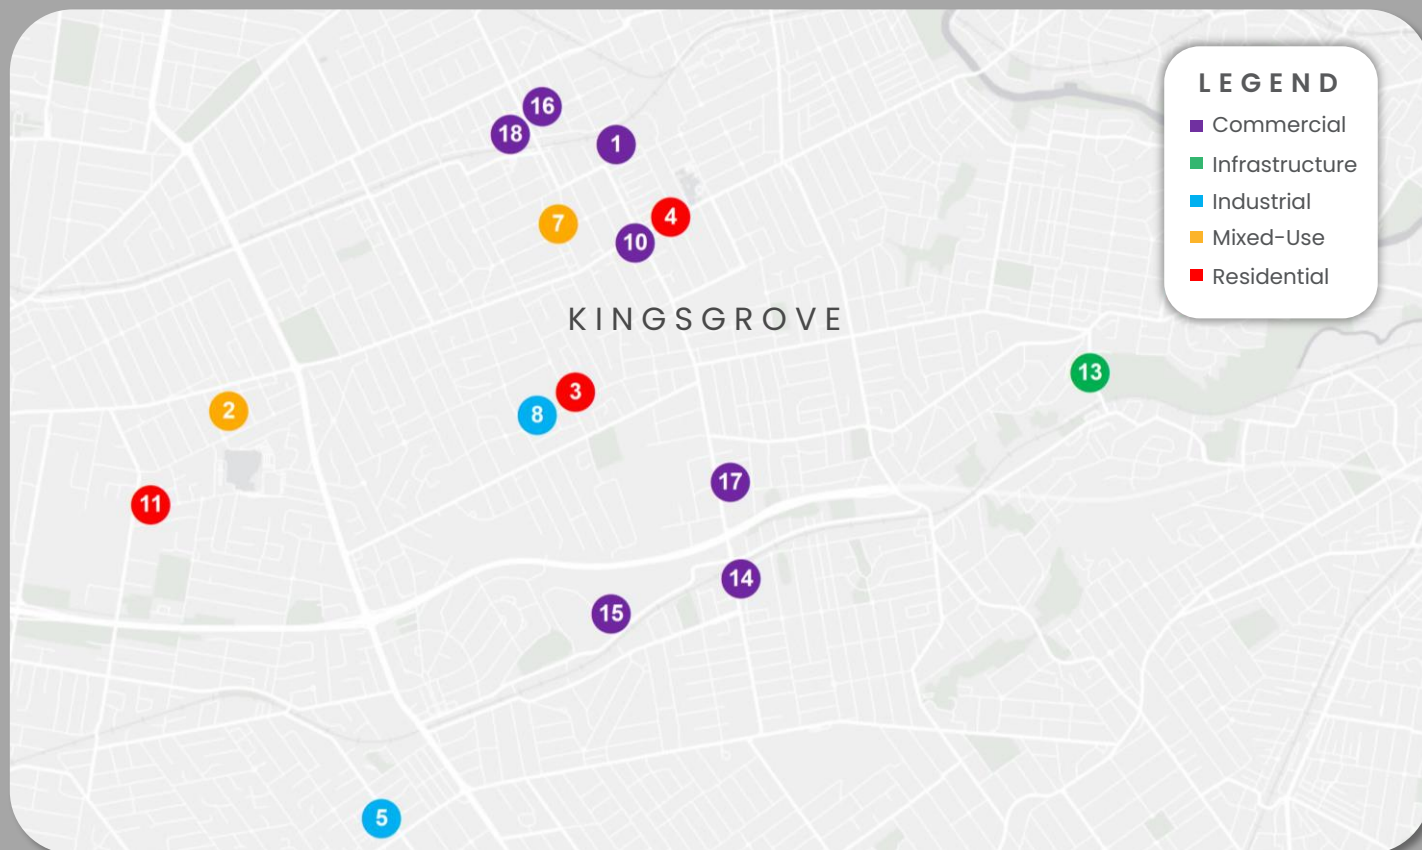 LEGEND
Commercial
Infrastructure
Industrial
Mixed-Use
Residential
16
18
1
7
4
10
KINGSGROVE
13
3
8
2
17
11
14
15
5